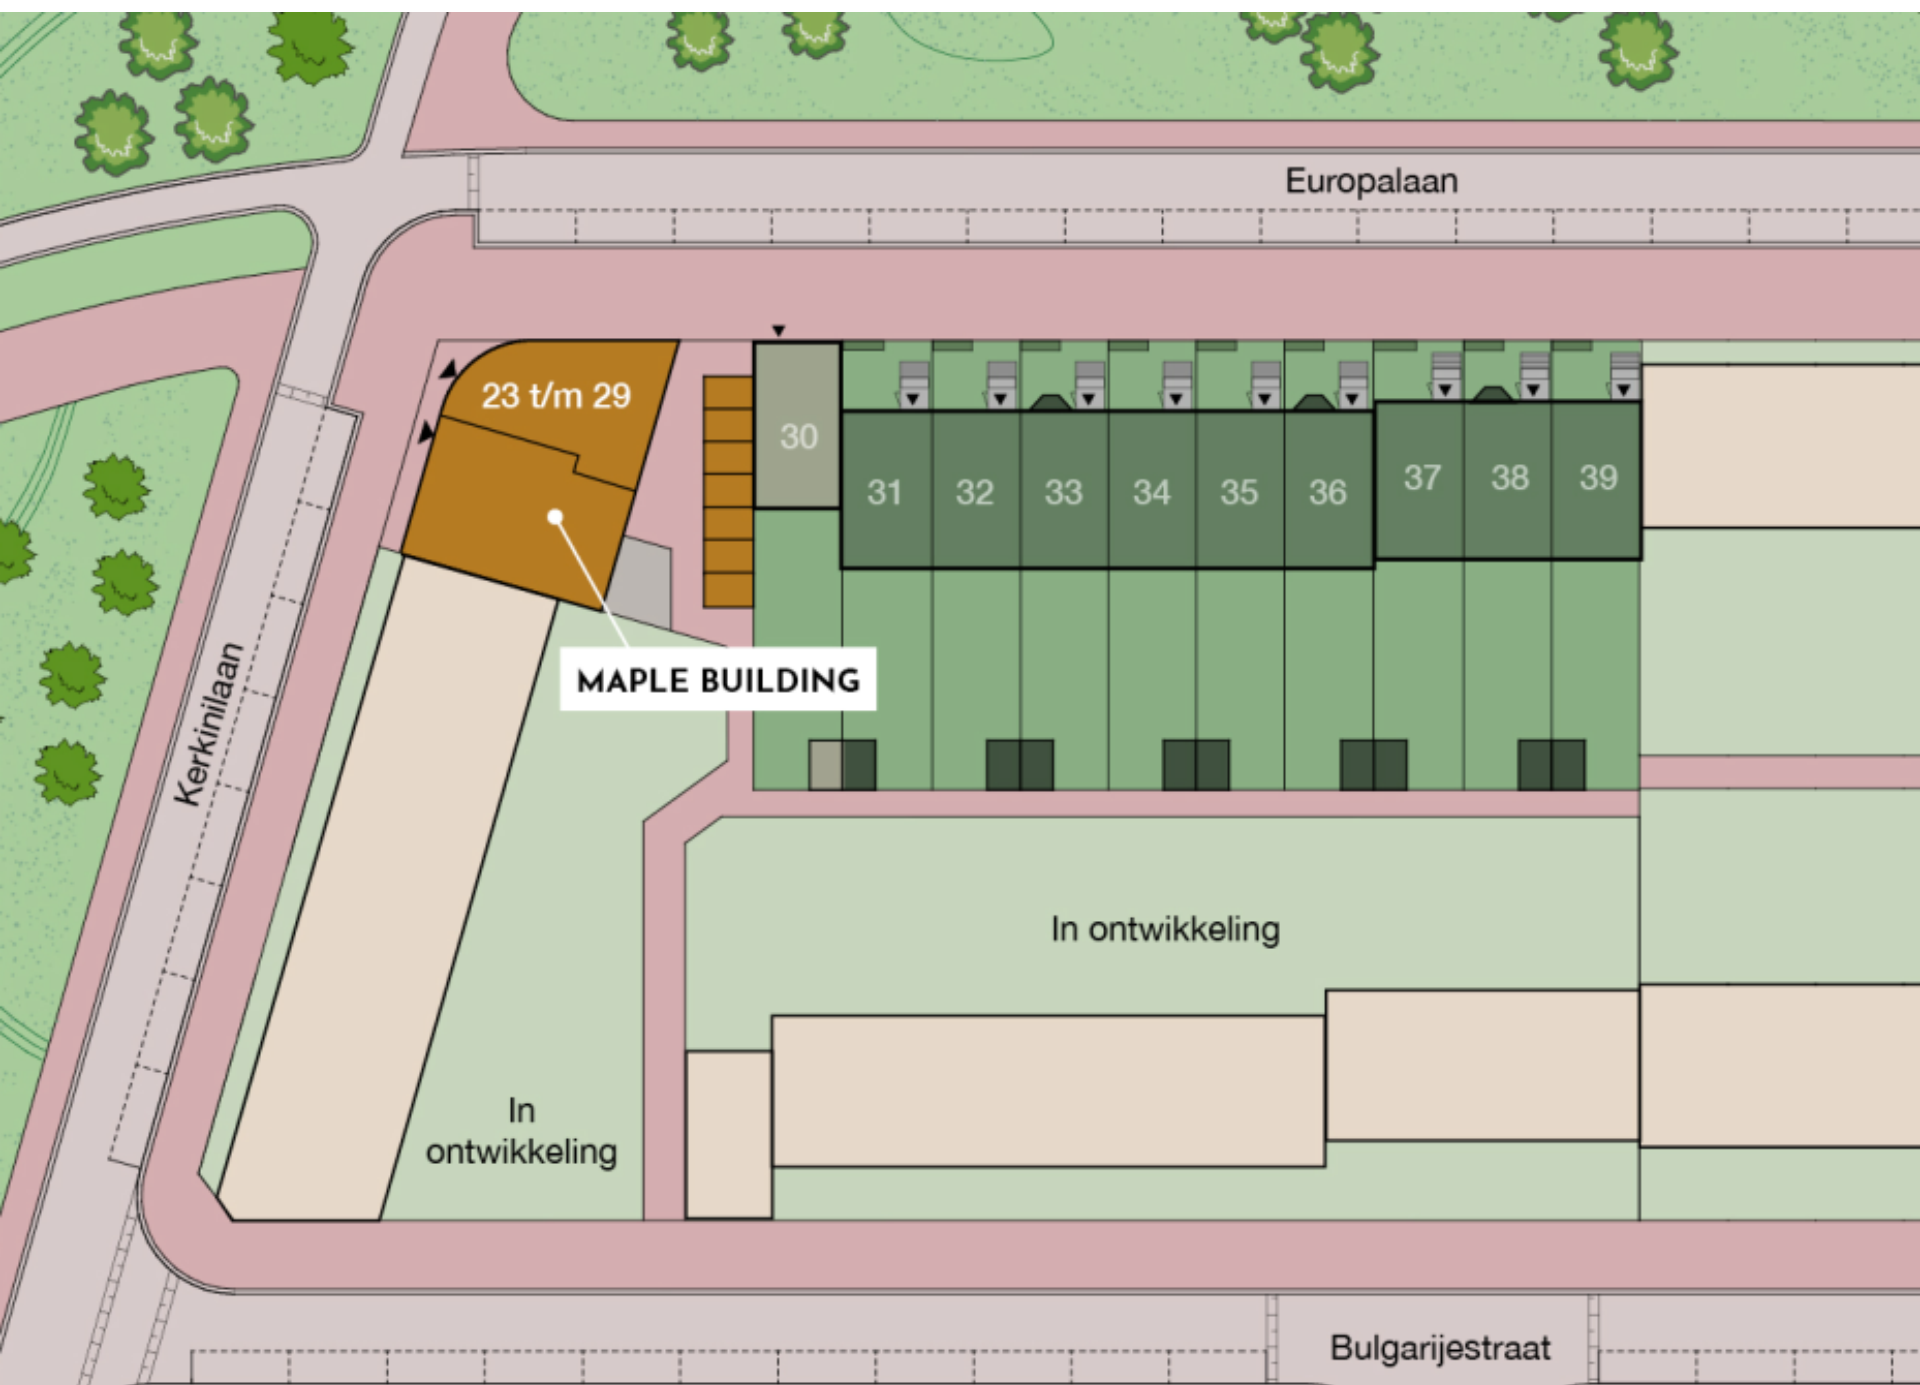 Europalaan
23 t/m 29
30
31
32
33
34
35
36
37
38
39
MAPLE BUILDING
Kerkinilaan
In ontwikkeling
In
ontwikkeling
Bulgarijestraat